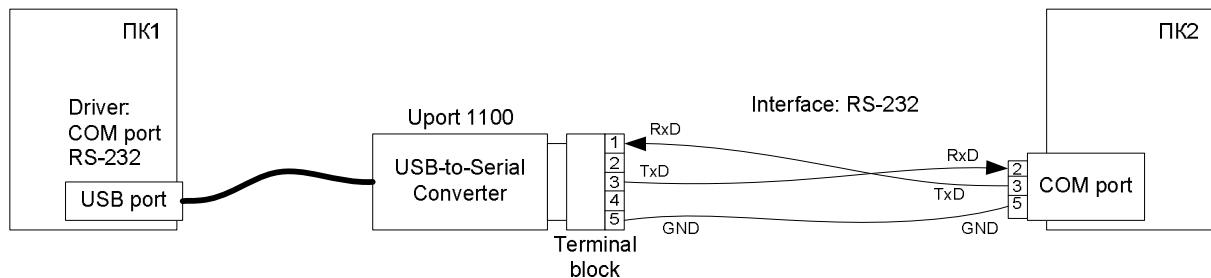 ПК1
Driver:
COM port
RS-232
USB port
Uport 1100
USB-to-Serial
Converter
1
2
3
4
5
Terminal
block
Interface: RS-232
RxD
TxD
GND
RxD
TxD
GND
2
3
5
COM port
ПК2